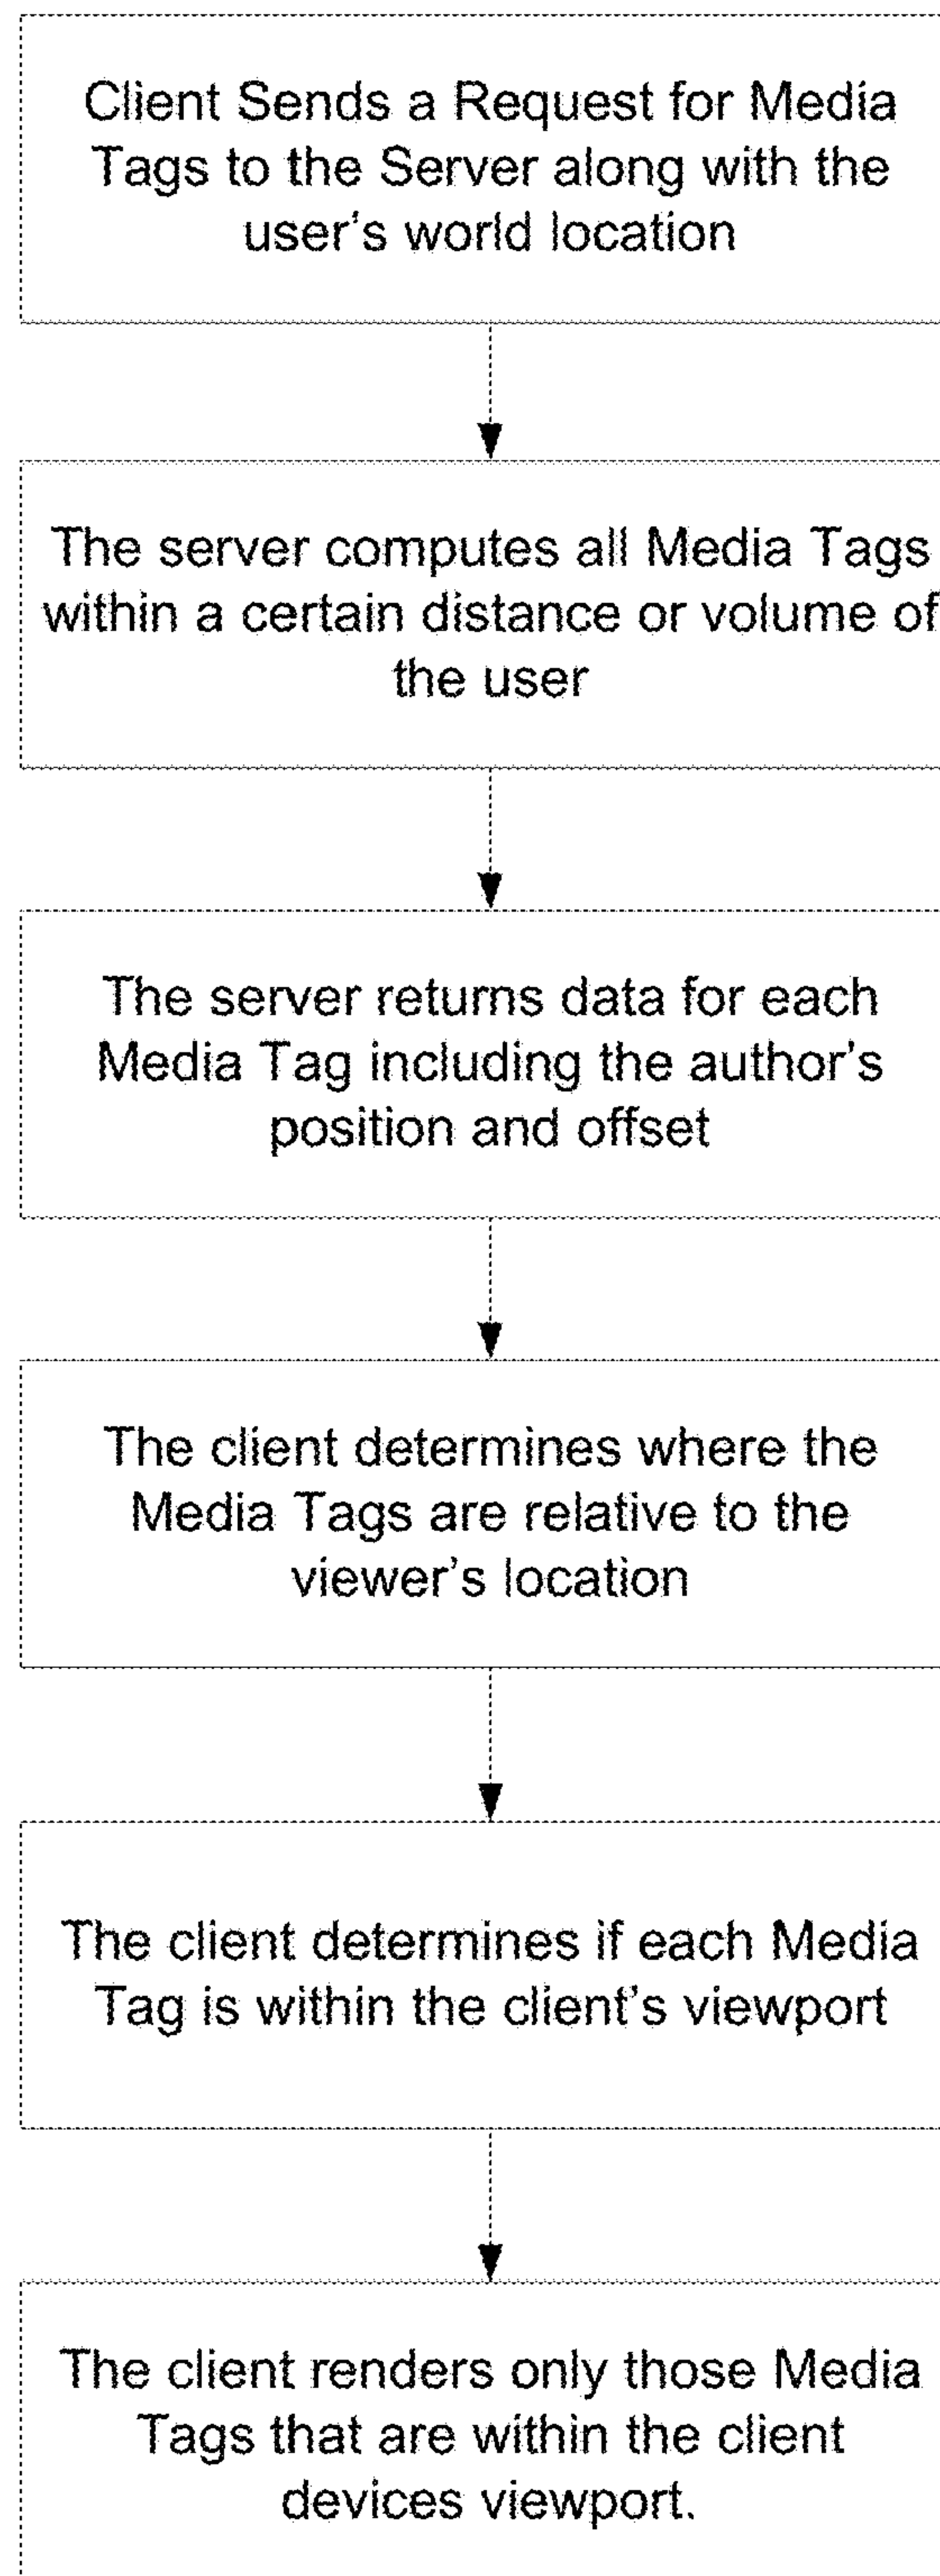 Client Sends a Request for Media
Tags to the Server along with the
user's world location
The server computes all Media Tags
within a certain distance or volume of
the user
The server returns data for each
Media Tag including the author's
position and offset
The client determines where the
Media Tags are relative to the
viewer's location
The client determines if each Media
Tag is within the client's viewport
The client renders only those Media
Tags that are within the client
devices viewport.